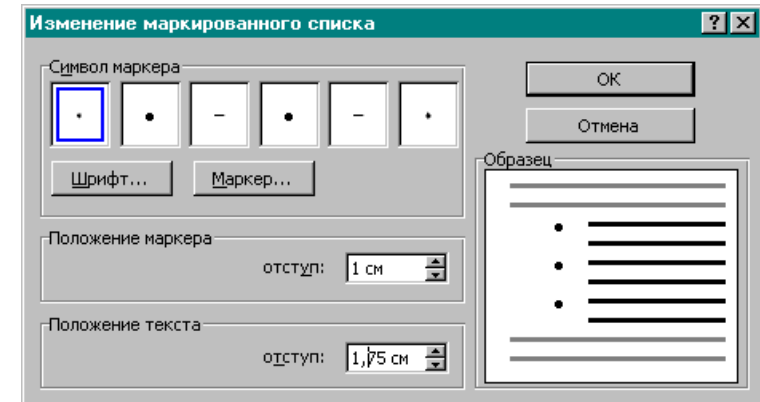 Изменение маркированного списка
Символ маркера
ОК
Отмена
Шрифт...
Маркер...
Образец
Положение маркера
отступ: 1 см
Положение текста
отступ: 1,75 см